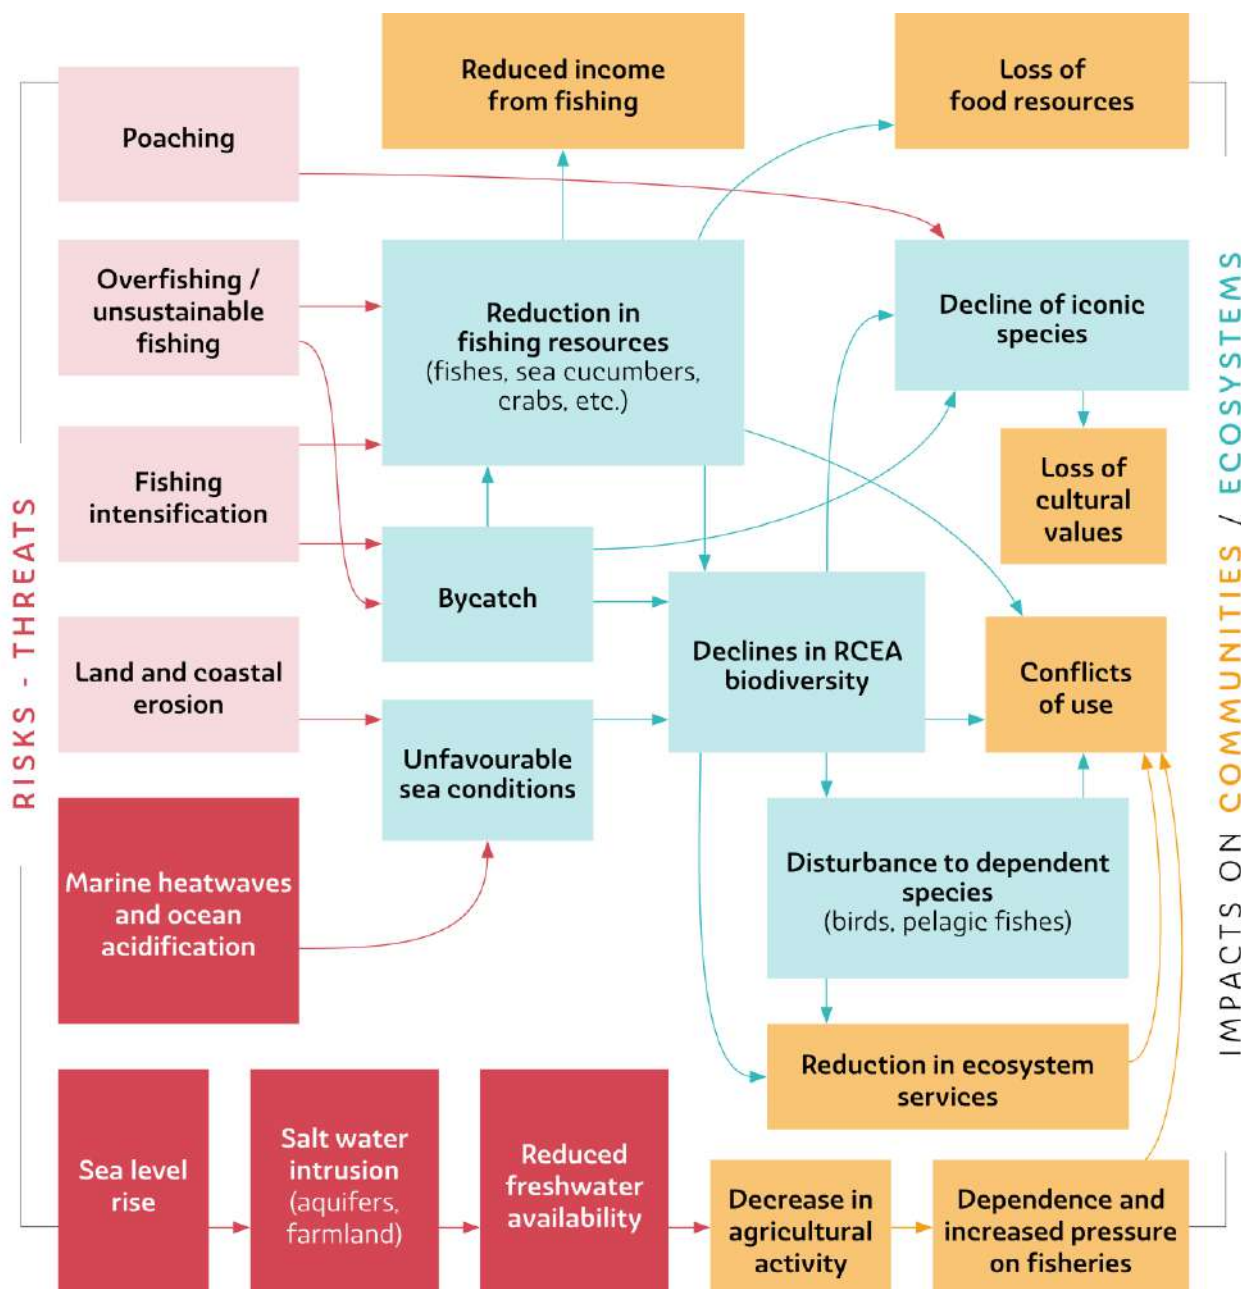 Reduced income
from fishing
Loss of
food resources
Poaching
Overfishing /
unsustainable
fishing
Reduction in
fishing resources
(fishes, sea cucumbers,
crabs, etc.)
Decline of iconic
species
Fishing
intensification
Loss of
cultural
values
Bycatch
Land and coastal
erosion
Declines in RCEA
biodiversity
Conflicts
of use
Unfavourable
sea conditions
Marine heatwaves
and ocean
acidification
Disturbance to dependent
species
(birds, pelagic fishes)
Reduction in ecosystem
services
Sea level
rise
Salt water
intrusion
(aquifers,
farmland)
Reduced
freshwater
availability
Decrease in
agricultural
activity
Dependence and
increased pressure
on fisheries
RISKS - THREATS
IMPACTS ON COMMUNITIES / ECOSYSTEMS